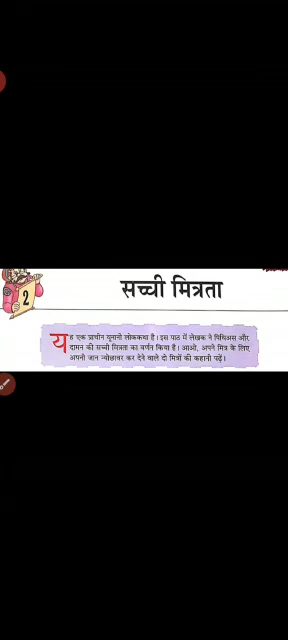 2
सच्ची मित्रता
यह एक प्राचीन यूनानी लोककथा है। इस पाठ में लेखक ने पिथिअस और
दामन की सच्ची मित्रता का वर्णन किया है। आओ, अपने मित्र के लिए
अपनी जान न्योछावर कर देने वाले दो मित्रों की कहानी पढ़ें।